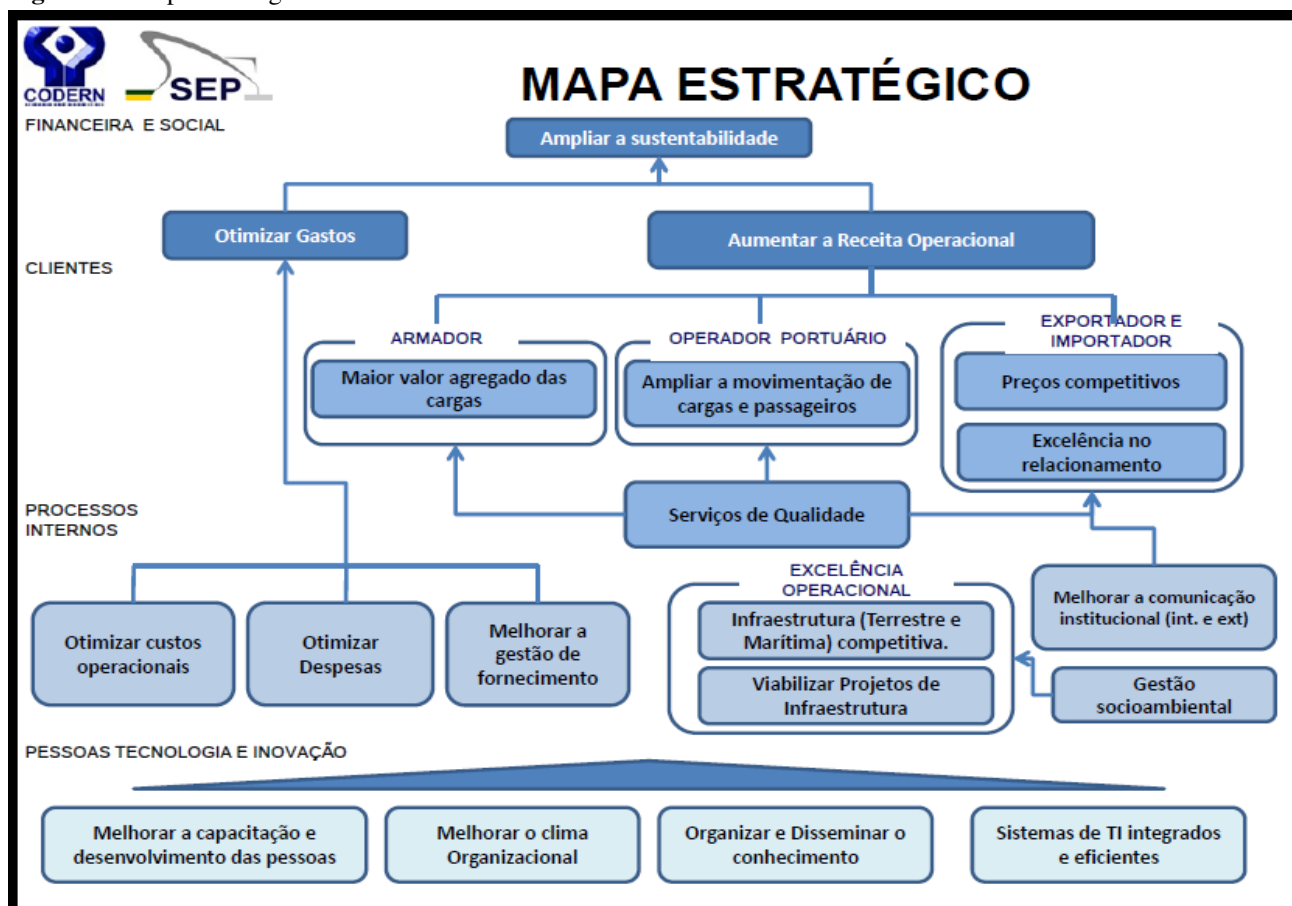 CODERN
SEP
MAPA ESTRATÉGICO
FINANCEIRA E SOCIAL
Ampliar a sustentabilidade
Otimizar Gastos
Aumentar a Receita Operacional
CLIENTES
ARMADOR
Maior valor agregado das
cargas
OPERADOR PORTUÁRIO
Ampliar a movimentação de
cargas e passageiros
EXPORTADOR E
IMPORTADOR
Preços competitivos
Excelência no
relacionamento
PROCESSOS
INTERNOS
Serviços de Qualidade
Otimizar custos
operacionais
Otimizar
Despesas
Melhorar a
gestão de
fornecimento
EXCELÊNCIA
OPERACIONAL
Infraestrutura (Terrestre e
Marítima) competitiva.
Viabilizar Projetos de
Infraestrutura
Melhorar a comunicação
institucional (int. e ext)
Gestão
socioambiental
PESSOAS TECNOLOGIA E INOVAÇÃO
Melhorar a capacitação e
desenvolvimento das pessoas
Melhorar o clima
Organizacional
Organizar e Disseminar o
conhecimento
Sistemas de TI integrados
e eficientes